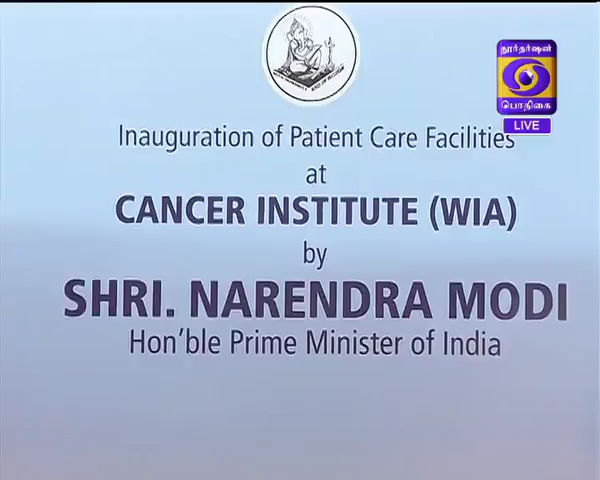 தூர்தர்ஷன்
பொதிகை
LIVE
Inauguration of Patient Care Facilities
at
CANCER INSTITUTE (WIA)
by
SHRI. NARENDRA MODI
Hon'ble Prime Minister of India